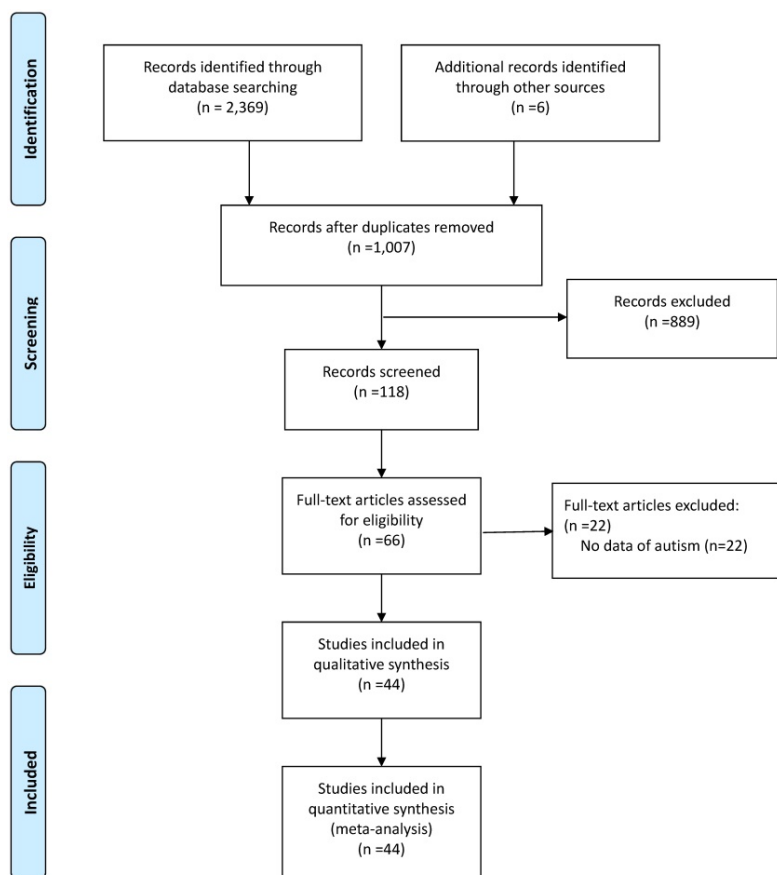 Identification
Records identified through
database searching
(n = 2,369)
Additional records identified
through other sources
(n =6)
Records after duplicates removed
(n =1,007)
Screening
Records excluded
(n =889)
Records screened
(n =118)
Eligibility
Full-text articles assessed
for eligibility
(n =66)
Full-text articles excluded:
(n =22)
No data of autism (n=22)
Studies included in
qualitative synthesis
(n =44)
Included
Studies included in
quantitative synthesis
(meta-analysis)
(n =44)